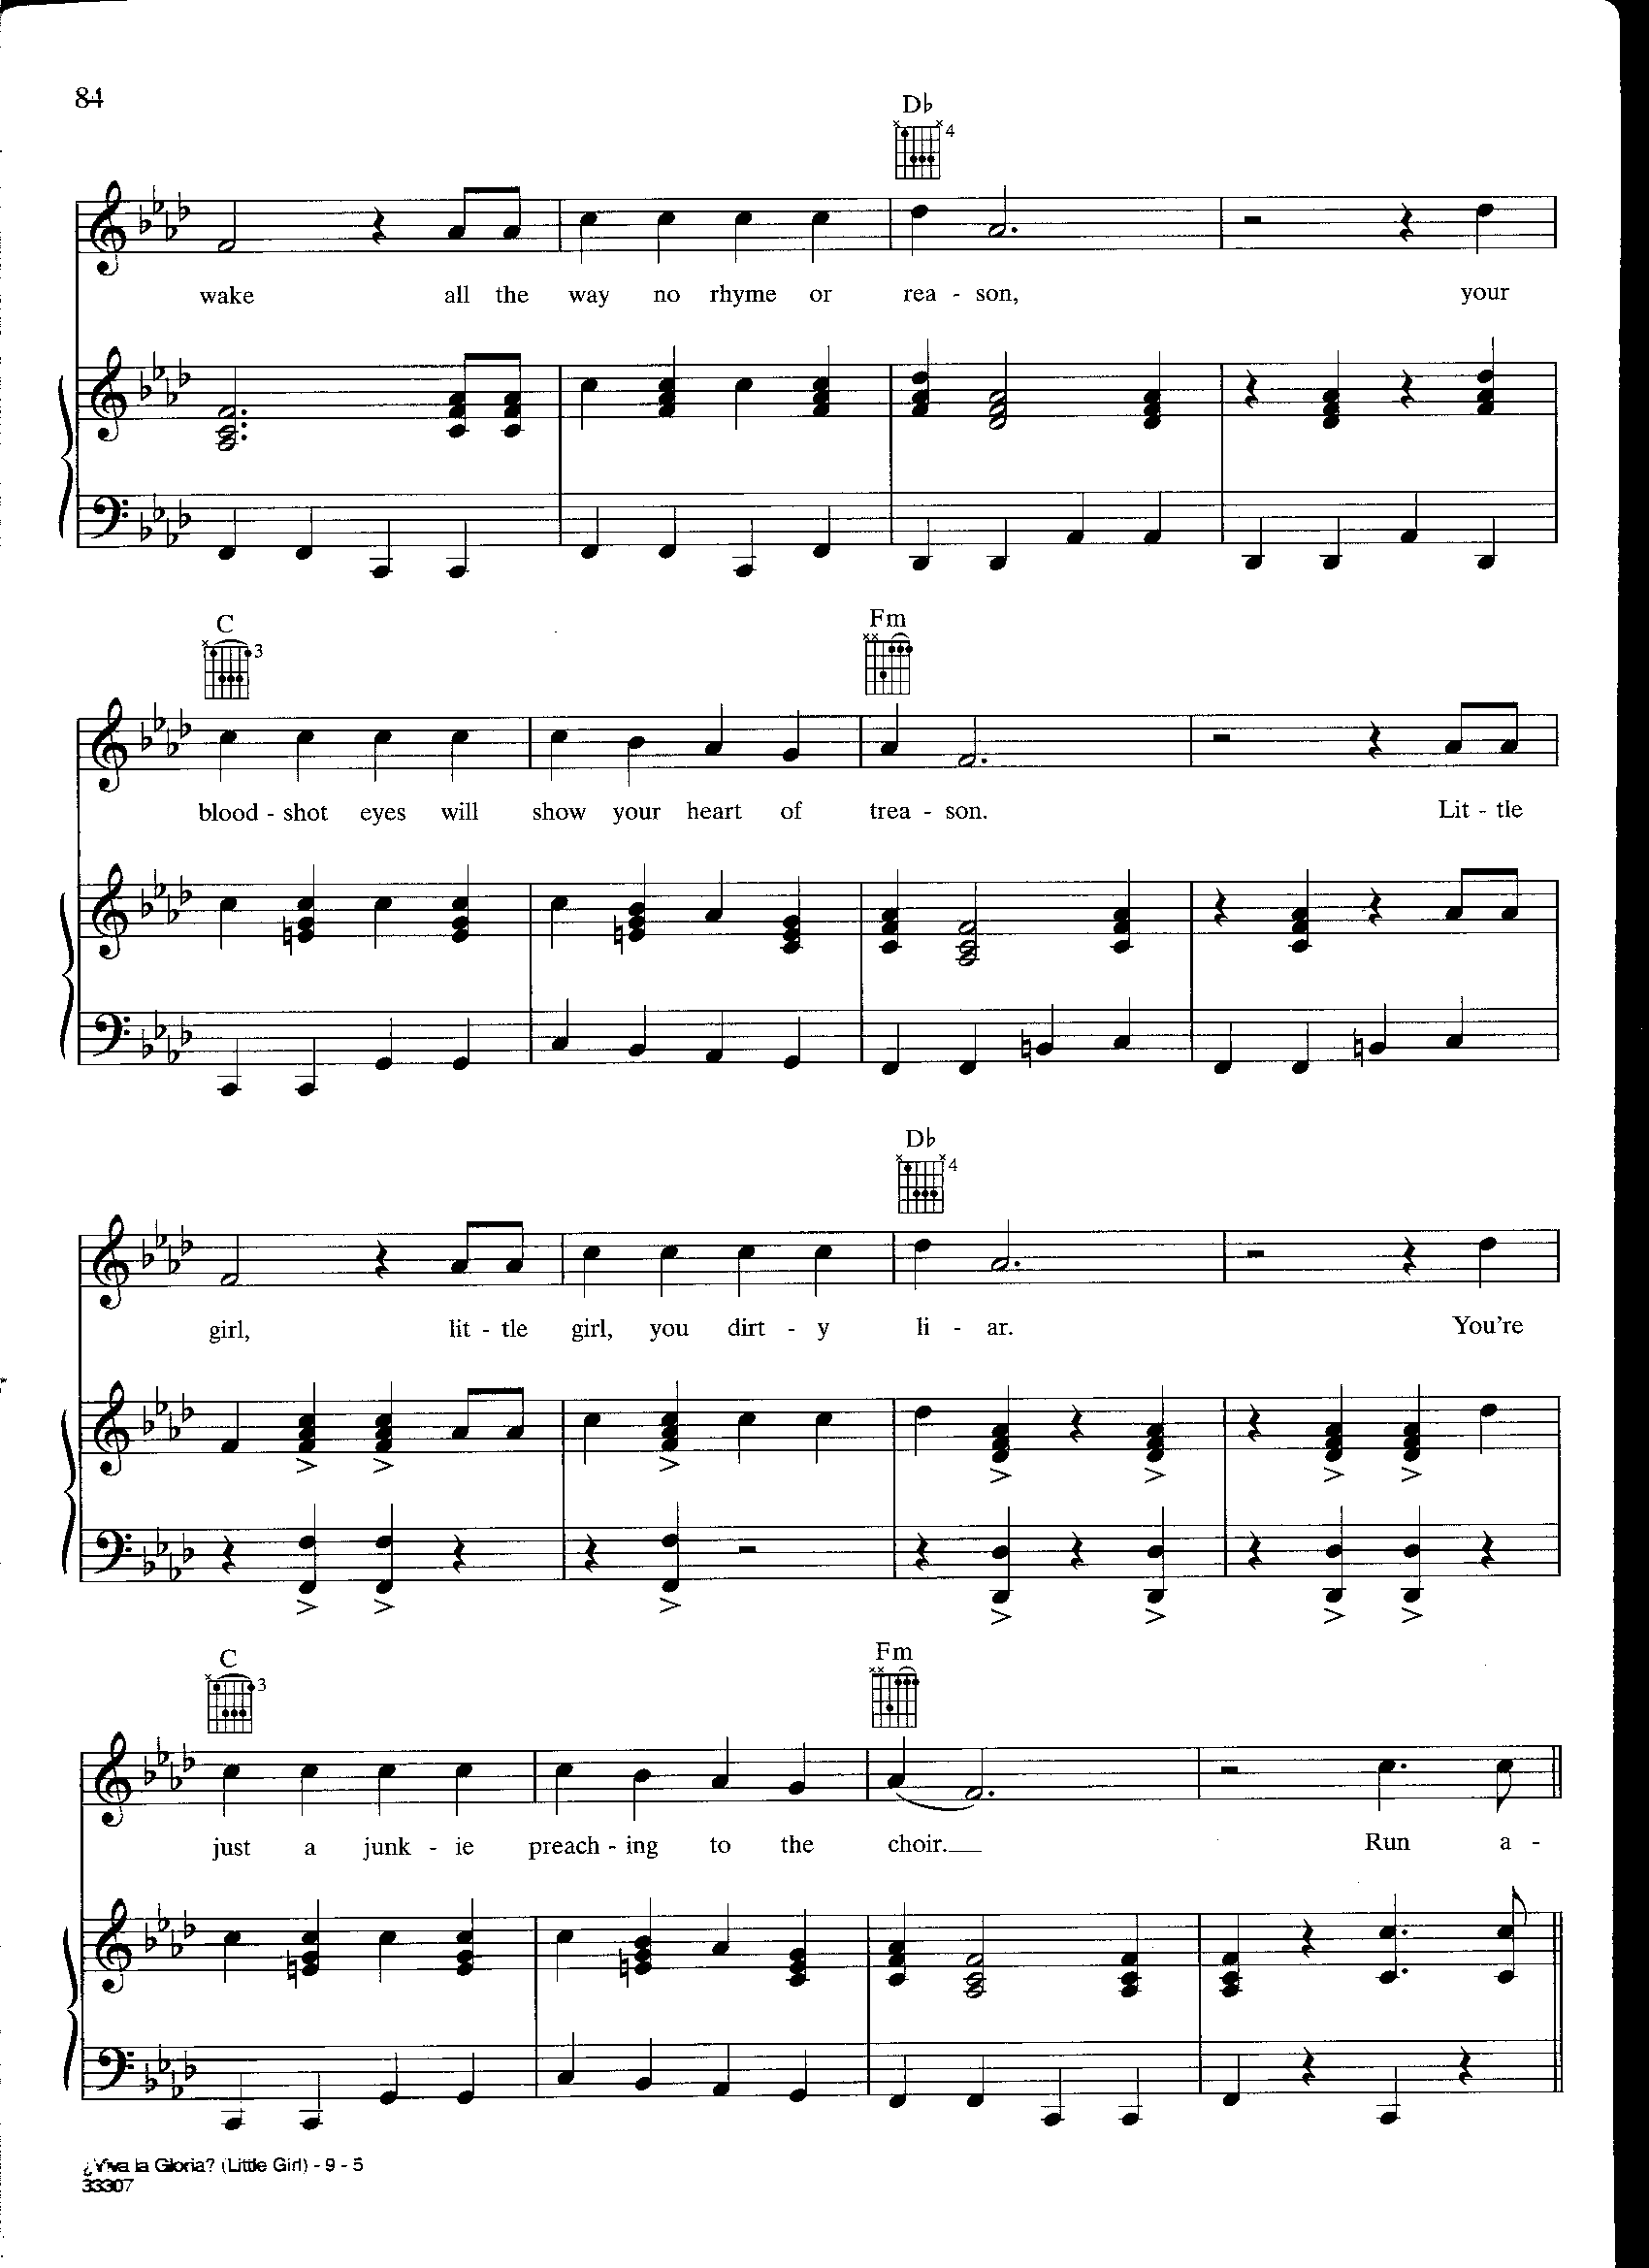 84
Db
4
wake all the way no rhyme or rea - son, your
C Fm
3
blood - shot eyes will show your heart of trea - son. Lit - tle
Db
4
girl, lit - tle girl, you dirt - y li - ar. You're
C Fm
3
just a junk - ie preach - ing to the choir. Run a -
¿Viva la Gloria? (Little Girl) - 9 - 5
33307